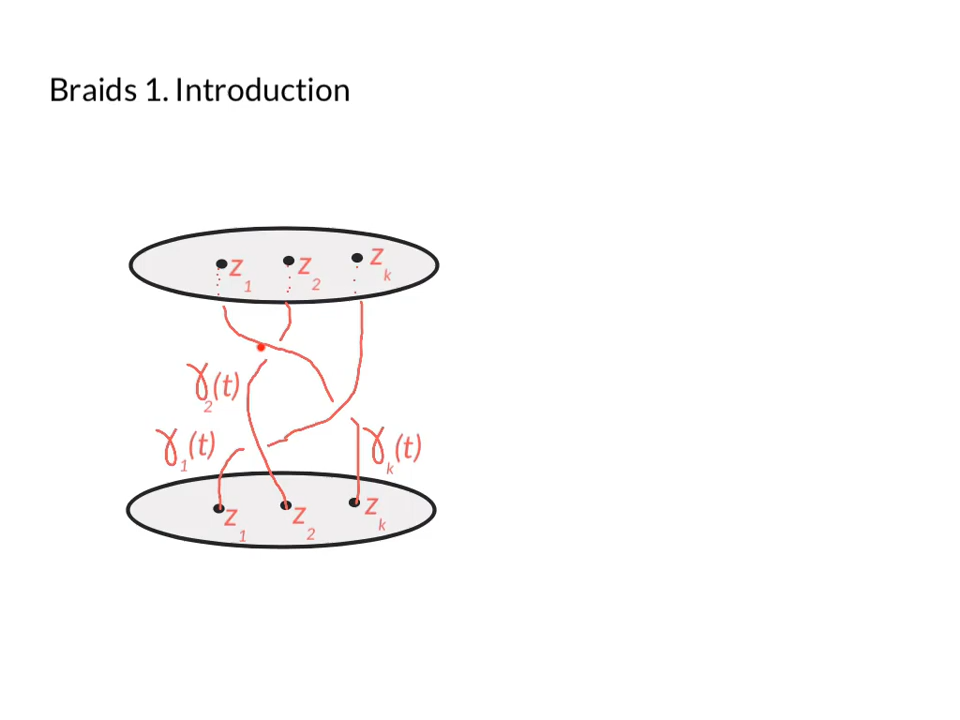 Braids 1. Introduction
z₁ z₂ zₖ
γ₂(t)
γ₁(t) γₖ(t)
z₁ z₂ zₖ